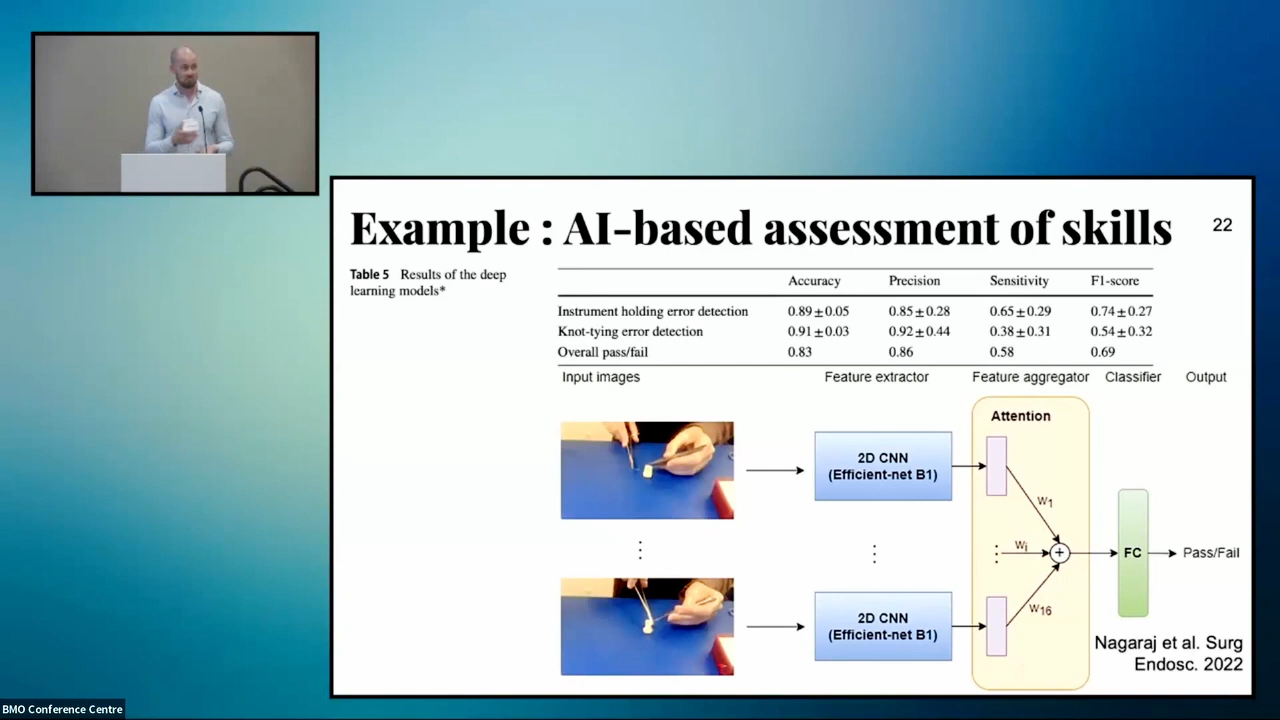 Example : AI-based assessment of skills
22
Table 5 Results of the deep
learning models*
Accuracy Precision Sensitivity F1-score
Instrument holding error detection 0.89±0.05 0.85±0.28 0.65±0.29 0.74±0.27
Knot-tying error detection 0.91±0.03 0.92±0.44 0.38±0.31 0.54±0.32
Overall pass/fail 0.83 0.86 0.58 0.69
Input images Feature extractor Feature aggregator Classifier Output
Attention
2D CNN
(Efficient-net B1)
W1
⋮ ⋮ ⋮ Wi + FC Pass/Fail
W16
2D CNN
(Efficient-net B1)
Nagaraj et al. Surg
Endosc. 2022
BMO Conference Centre